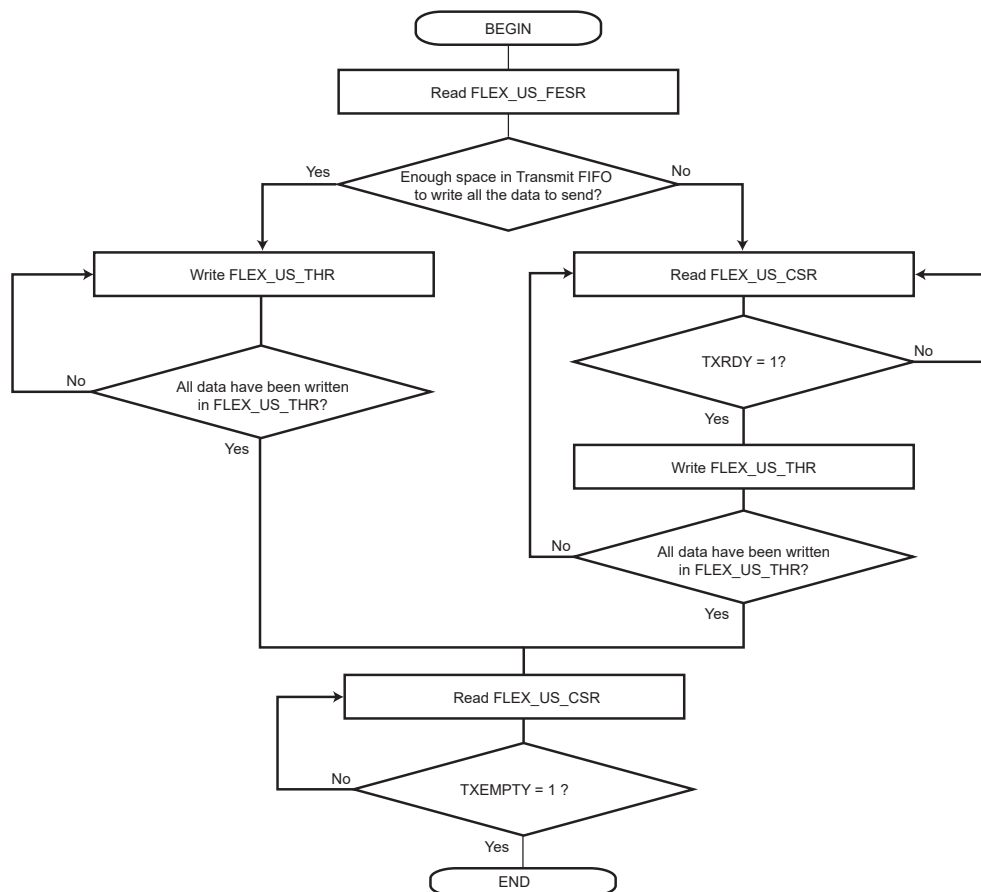 BEGIN
Read FLEX_US_FESR
Yes
Enough space in Transmit FIFO
to write all the data to send?
No
Write FLEX_US_THR
Read FLEX_US_CSR
TXRDY = 1?
No
No
All data have been written
in FLEX_US_THR?
Yes
Yes
Write FLEX_US_THR
No
All data have been written
in FLEX_US_THR?
Yes
Read FLEX_US_CSR
No
TXEMPTY = 1 ?
Yes
END